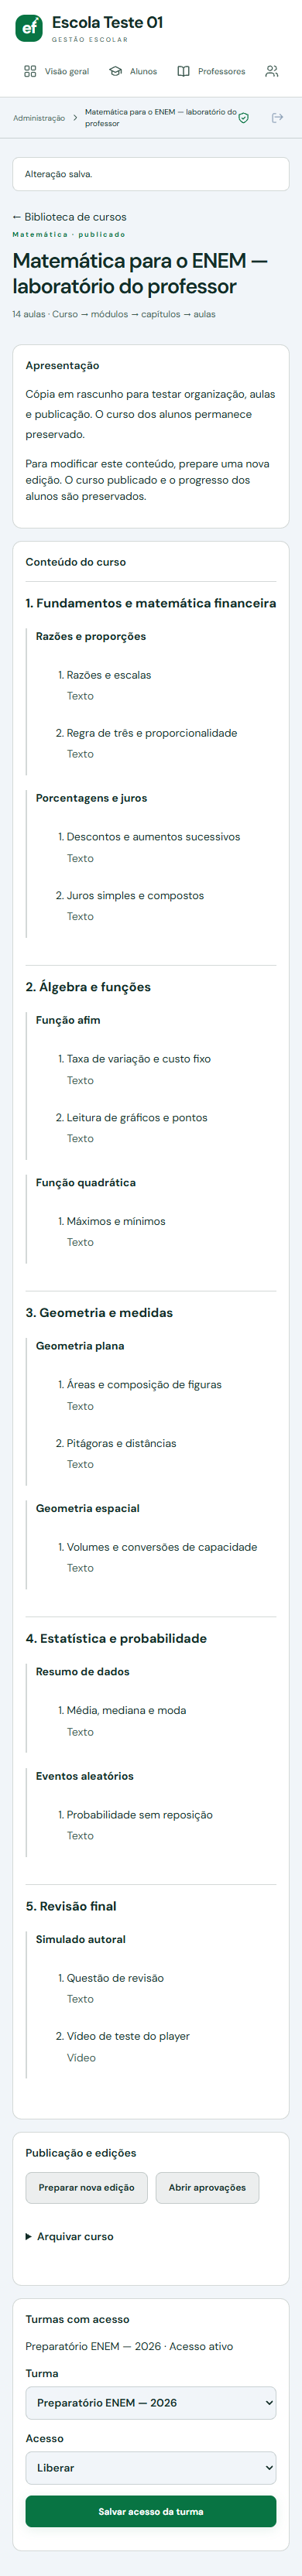 ef
Escola Teste 01
GESTÃO ESCOLAR
Visão geral
Alunos
Professores
Administração
Matemática para o ENEM — laboratório do
professor
Alteração salva.
← Biblioteca de cursos
Matemática · publicado
Matemática para o ENEM —
laboratório do professor
14 aulas · Curso → módulos → capítulos → aulas
Apresentação
Cópia em rascunho para testar organização, aulas
e publicação. O curso dos alunos permanece
preservado.
Para modificar este conteúdo, prepare uma nova
edição. O curso publicado e o progresso dos
alunos são preservados.
Conteúdo do curso
1. Fundamentos e matemática financeira
Razões e proporções
1. Razões e escalas
Texto
2. Regra de três e proporcionalidade
Texto
Porcentagens e juros
1. Descontos e aumentos sucessivos
Texto
2. Juros simples e compostos
Texto
2. Álgebra e funções
Função afim
1. Taxa de variação e custo fixo
Texto
2. Leitura de gráficos e pontos
Texto
Função quadrática
1. Máximos e mínimos
Texto
3. Geometria e medidas
Geometria plana
1. Áreas e composição de figuras
Texto
2. Pitágoras e distâncias
Texto
Geometria espacial
1. Volumes e conversões de capacidade
Texto
4. Estatística e probabilidade
Resumo de dados
1. Média, mediana e moda
Texto
Eventos aleatórios
1. Probabilidade sem reposição
Texto
5. Revisão final
Simulado autoral
1. Questão de revisão
Texto
2. Vídeo de teste do player
Vídeo
Publicação e edições
Preparar nova edição
Abrir aprovações
▶ Arquivar curso
Turmas com acesso
Preparatório ENEM — 2026 · Acesso ativo
Turma
Preparatório ENEM — 2026
Acesso
Liberar
Salvar acesso da turma